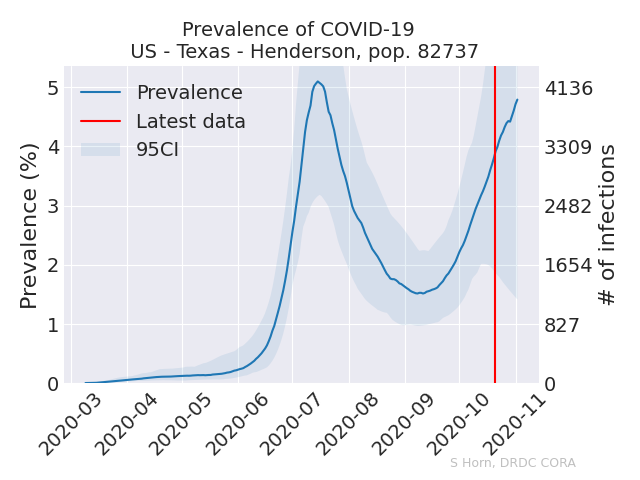 Prevalence of COVID-19
US - Texas - Henderson, pop. 82737
Prevalence
Latest data
95CI
Prevalence (%)
5
4
3
2
1
0
4136
3309
2482
1654
827
0
# of infections
2020-03
2020-04
2020-05
2020-06
2020-07
2020-08
2020-09
2020-10
2020-11
S Horn, DRDC CORA